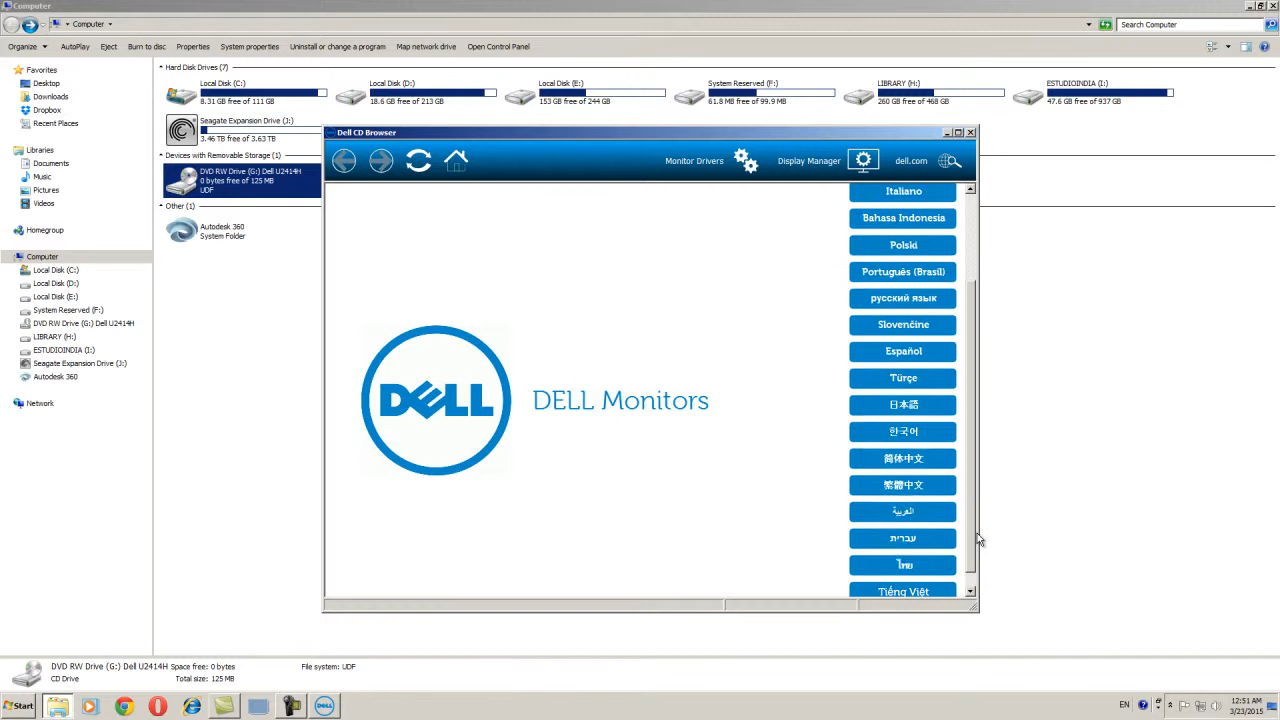 Computer
Computer
Search Computer
Organize
AutoPlay
Eject
Burn to disc
Properties
System properties
Uninstall or change a program
Map network drive
Open Control Panel
Favorites
Desktop
Downloads
Dropbox
Recent Places
Libraries
Documents
Music
Pictures
Videos
Homegroup
Computer
Local Disk (C:)
Local Disk (D:)
Local Disk (E:)
System Reserved (F:)
DVD RW Drive (G:) Dell U2414H
LIBRARY (H:)
ESTUDIOINDIA (I:)
Seagate Expansion Drive (J:)
Autodesk 360
Network
Hard Disk Drives (7)
Local Disk (C:)
8.31 GB free of 111 GB
Local Disk (D:)
18.6 GB free of 213 GB
Local Disk (E:)
153 GB free of 244 GB
System Reserved (F:)
61.8 MB free of 99.9 MB
LIBRARY (H:)
260 GB free of 468 GB
ESTUDIOINDIA (I:)
47.6 GB free of 937 GB
Seagate Expansion Drive (J:)
3.46 TB free of 3.63 TB
Devices with Removable Storage (1)
DVD RW Drive (G:) Dell U2414H
0 bytes free of 125 MB
UDF
Other (1)
Autodesk 360
System Folder
Dell CD Browser
Monitor Drivers
Display Manager
dell.com
DELL
DELL Monitors
Italiano
Bahasa Indonesia
Polski
Português (Brasil)
русский язык
Slovenčine
Español
Türçe
日本語
한국어
简体中文
繁體中文
العربية
עברית
ไทย
Tiếng Việt
DVD RW Drive (G:) Dell U2414H Space free: 0 bytes
File system: UDF
CD Drive
Total size: 125 MB
Start
DELL
EN
12:51 AM
3/23/2015